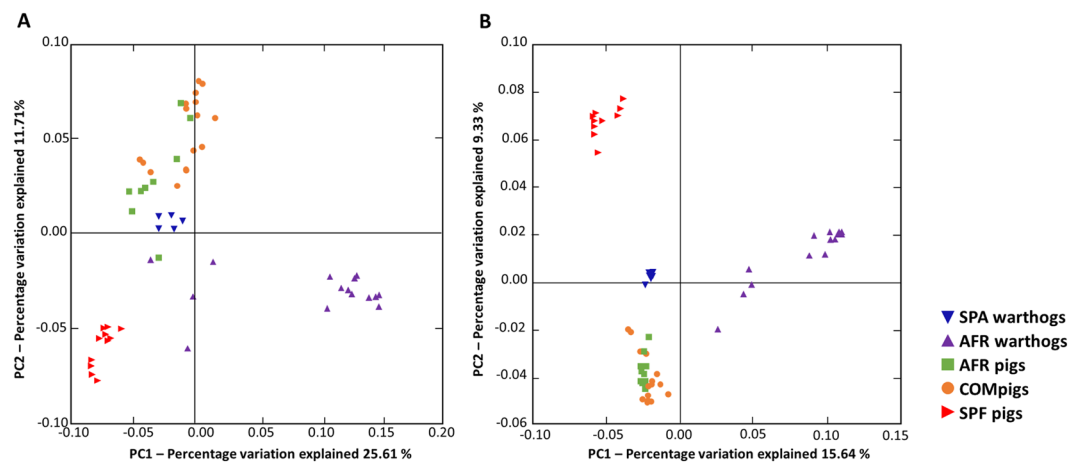 A
B
0.10
0.05
0.00
-0.05
-0.10
-0.10
-0.05
0.00
0.05
0.10
0.15
0.20
PC2 – Percentage variation explained 11.71%
PC1 – Percentage variation explained 25.61 %
0.10
0.08
0.06
0.04
0.02
0.00
-0.02
-0.04
-0.06
-0.10
-0.05
0.00
0.05
0.10
0.15
PC2 – Percentage variation explained 9.33 %
PC1 – Percentage variation explained 15.64 %
SPA warthogs
AFR warthogs
AFR pigs
COMpigs
SPF pigs